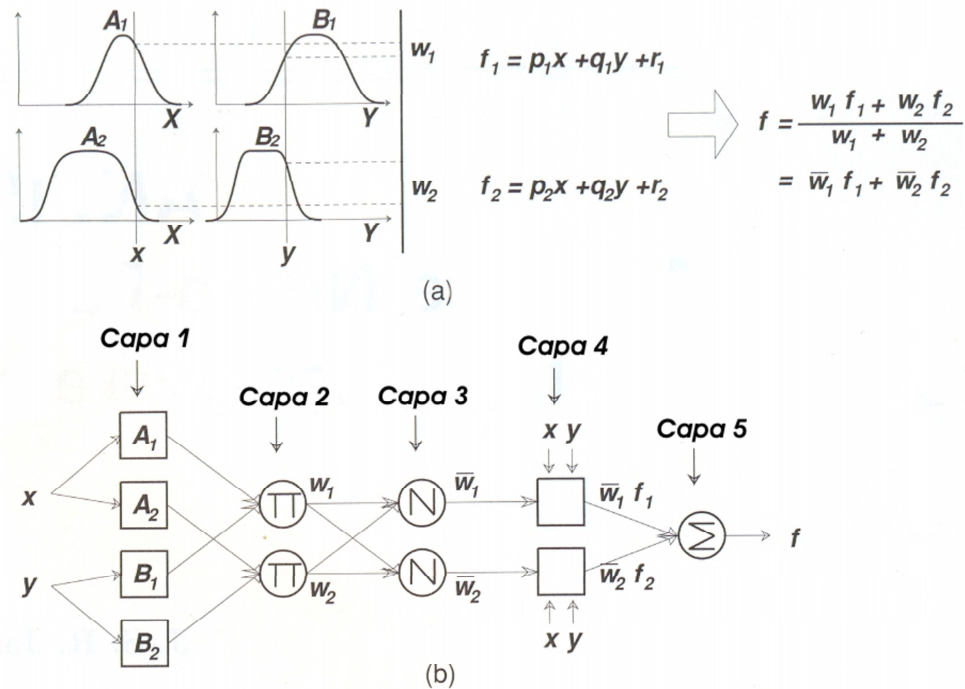 A₁ B₁
w₁ f₁ = p₁x +q₁y +r₁
X Y
f = w₁ f₁ + w₂ f₂ / w₁ + w₂
A₂ B₂
w₂ f₂ = p₂x +q₂y +r₂
= w̅₁ f₁ + w̅₂ f₂
X Y
x y
(a)
Capa 1
Capa 4
Capa 2 Capa 3
x y Capa 5
A₁
w₁ w̅₁ w̅₁ f₁
x A₂ Π N
Σ f
y B₁ Π N
w₂ w̅₂ w̅₂ f₂
B₂ x y
(b)